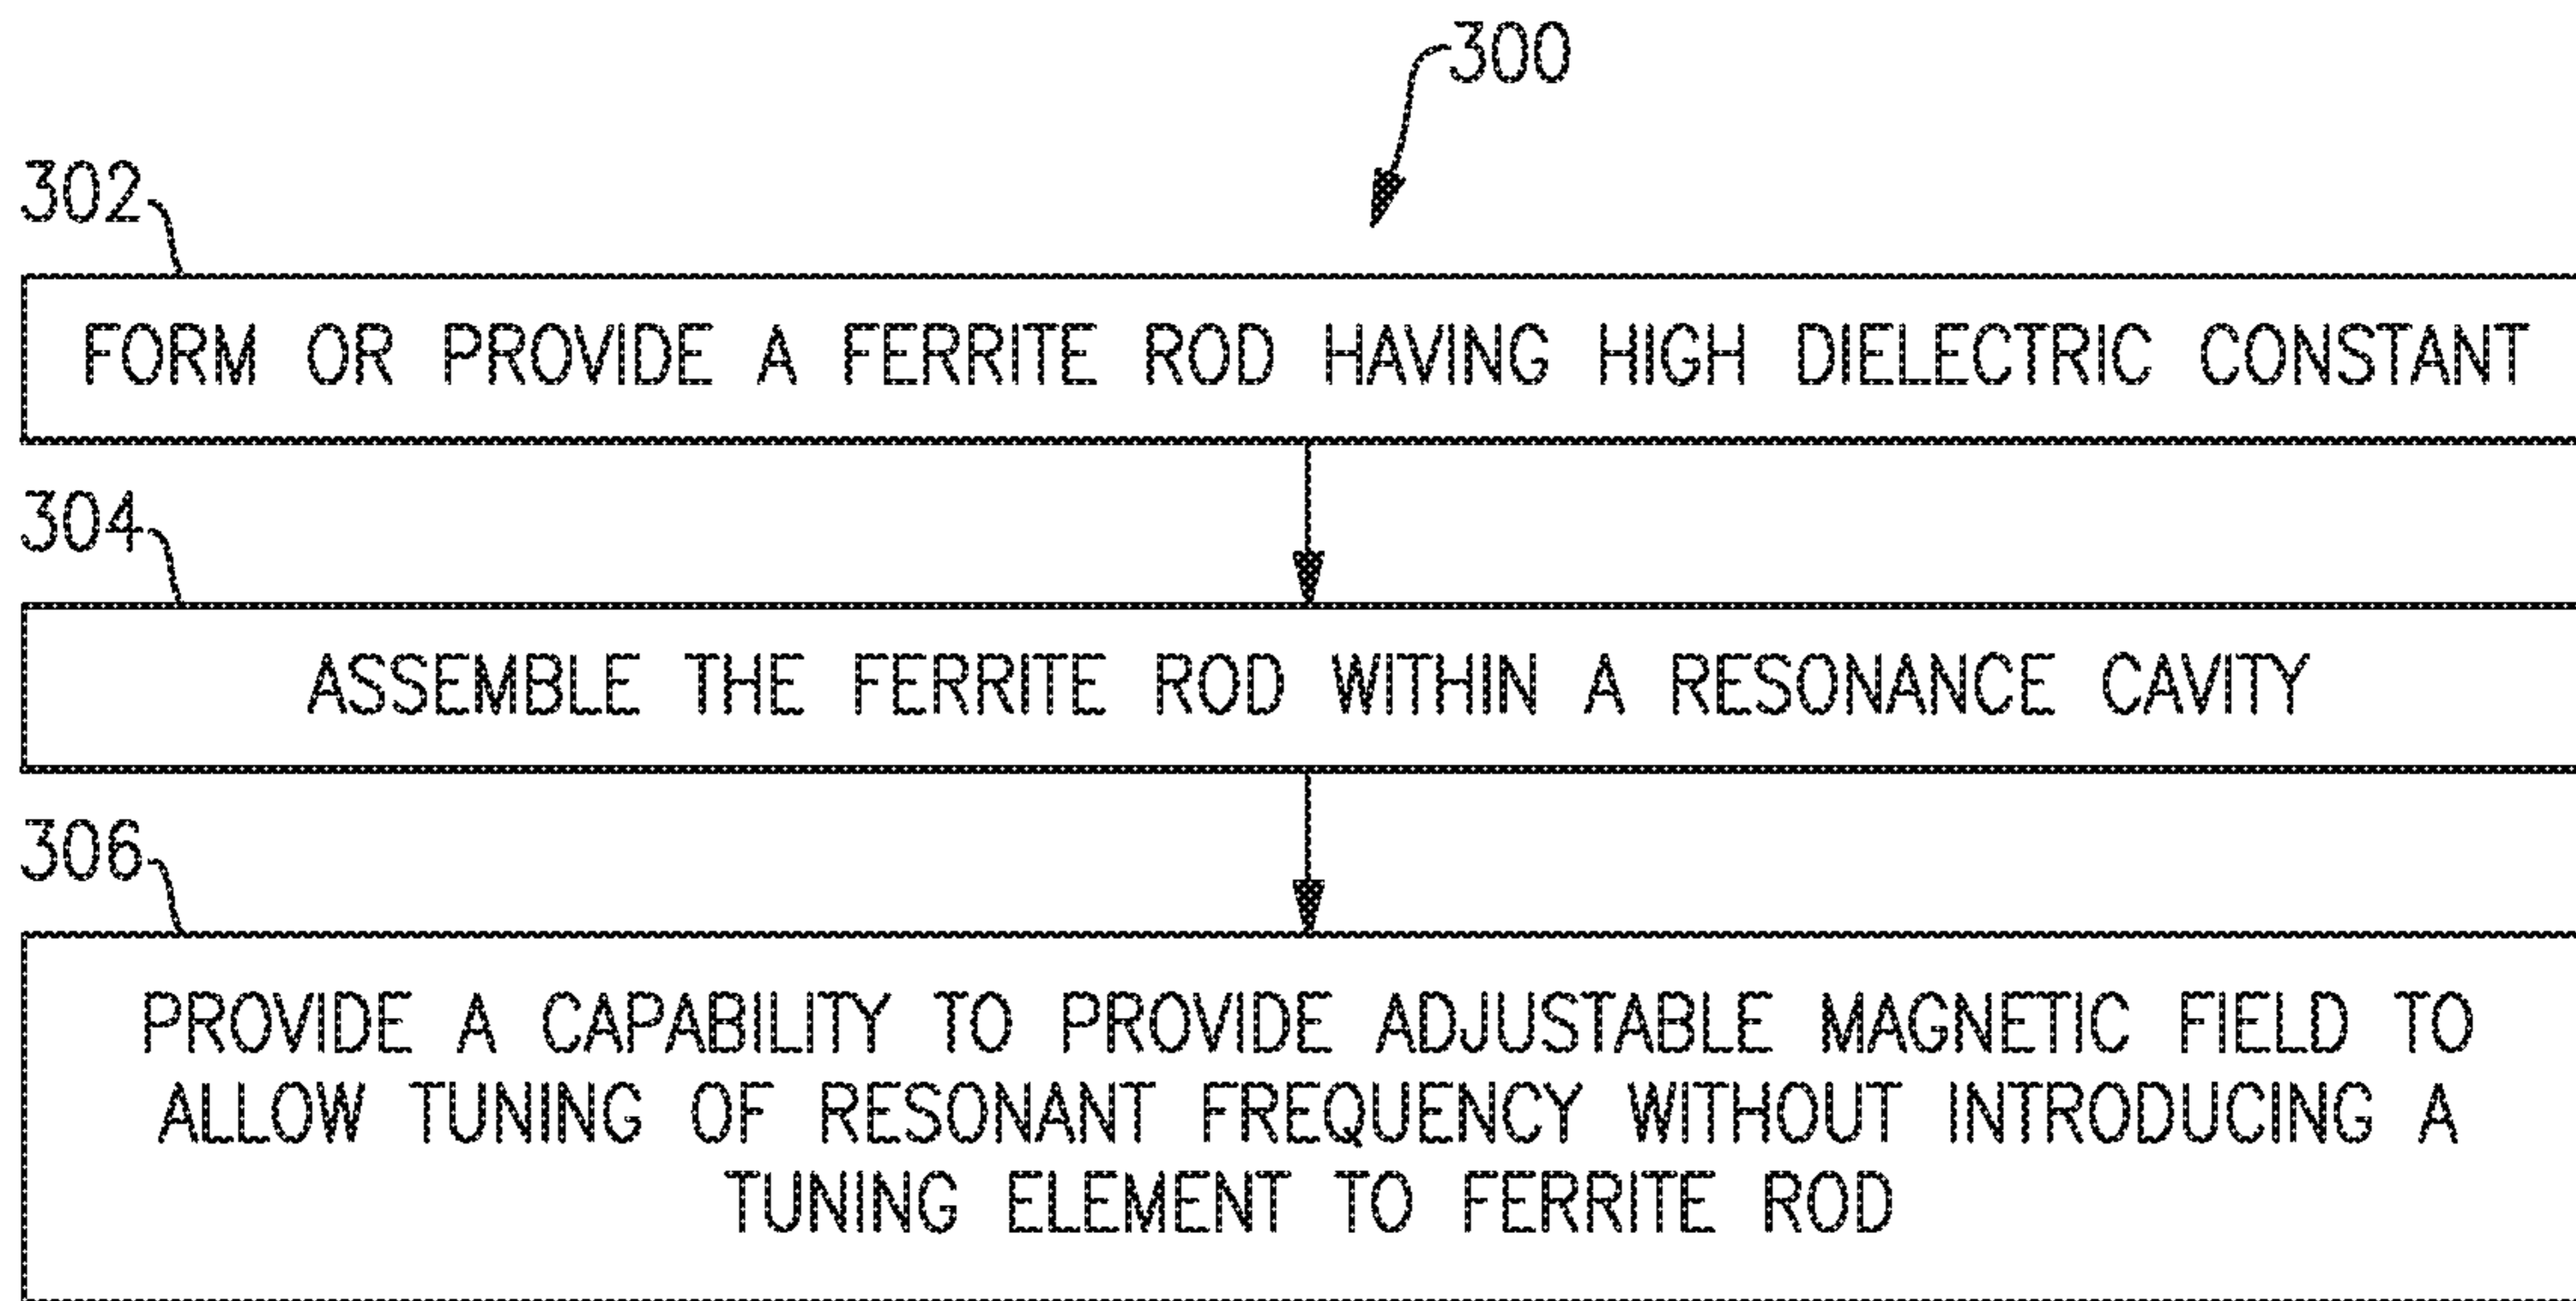 300
302
FORM OR PROVIDE A FERRITE ROD HAVING HIGH DIELECTRIC CONSTANT
304
ASSEMBLE THE FERRITE ROD WITHIN A RESONANCE CAVITY
306
PROVIDE A CAPABILITY TO PROVIDE ADJUSTABLE MAGNETIC FIELD TO
ALLOW TUNING OF RESONANT FREQUENCY WITHOUT INTRODUCING A
TUNING ELEMENT TO FERRITE ROD